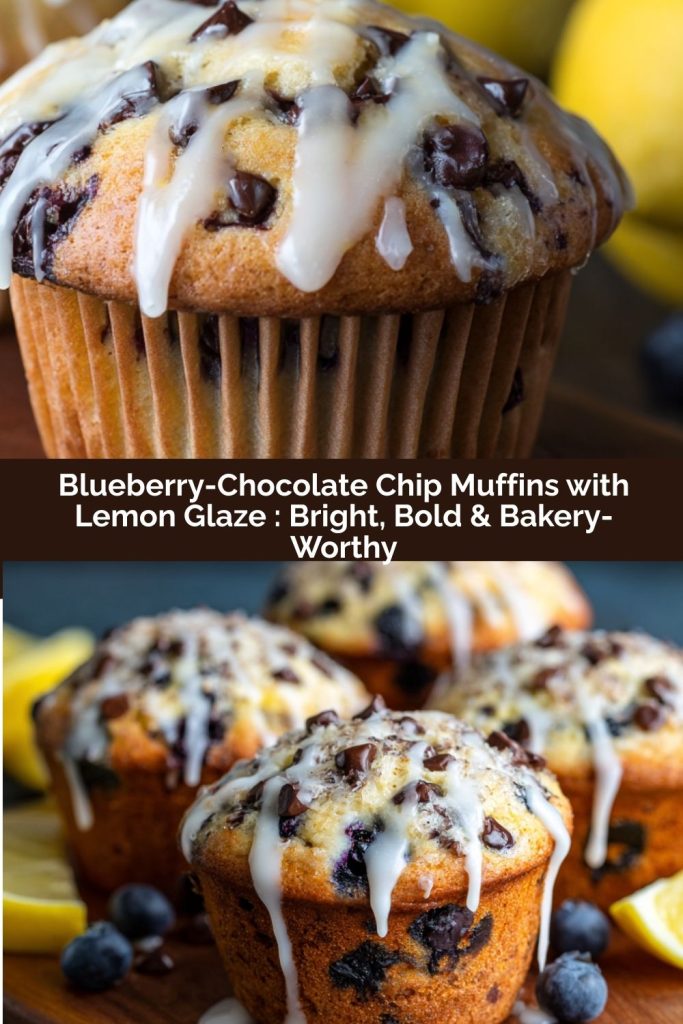 Blueberry-Chocolate Chip Muffins with
Lemon Glaze : Bright, Bold & Bakery-
Worthy